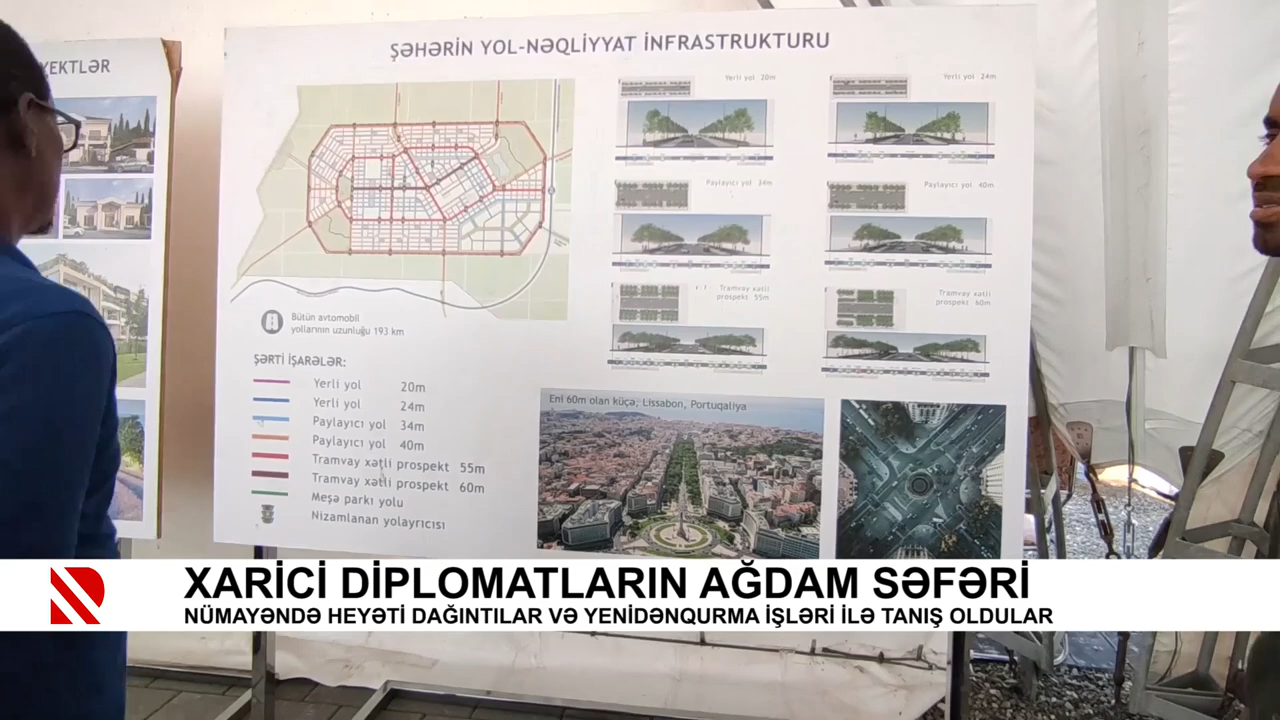 YEKTLƏR
ŞƏHƏRİN YOL-NƏQLİYYAT İNFRASTRUKTURU
Yerli yol 20m
Yerli yol 24m
Paylayıcı yol 34m
Paylayıcı yol 40m
Tramvay xətli
prospekt 55m
Tramvay xətli
prospekt 60m
Bütün avtomobil
yollarının uzunluğu 193 km
ŞƏRTİ İŞARƏLƏR:
Yerli yol 20m
Yerli yol 24m
Paylayıcı yol 34m
Paylayıcı yol 40m
Tramvay xətli prospekt 55m
Tramvay xətli prospekt 60m
Meşə parkı yolu
Nizamlanan yolayrıcısı
Eni 60m olan küçə, Lissabon, Portuqaliya
XARİCİ DİPLOMATLARIN AĞDAM SƏFƏRİ
NÜMAYƏNDƏ HEYƏTİ DAĞINTILAR VƏ YENİDƏNQURMA İŞLƏRİ İLƏ TANIŞ OLDULAR